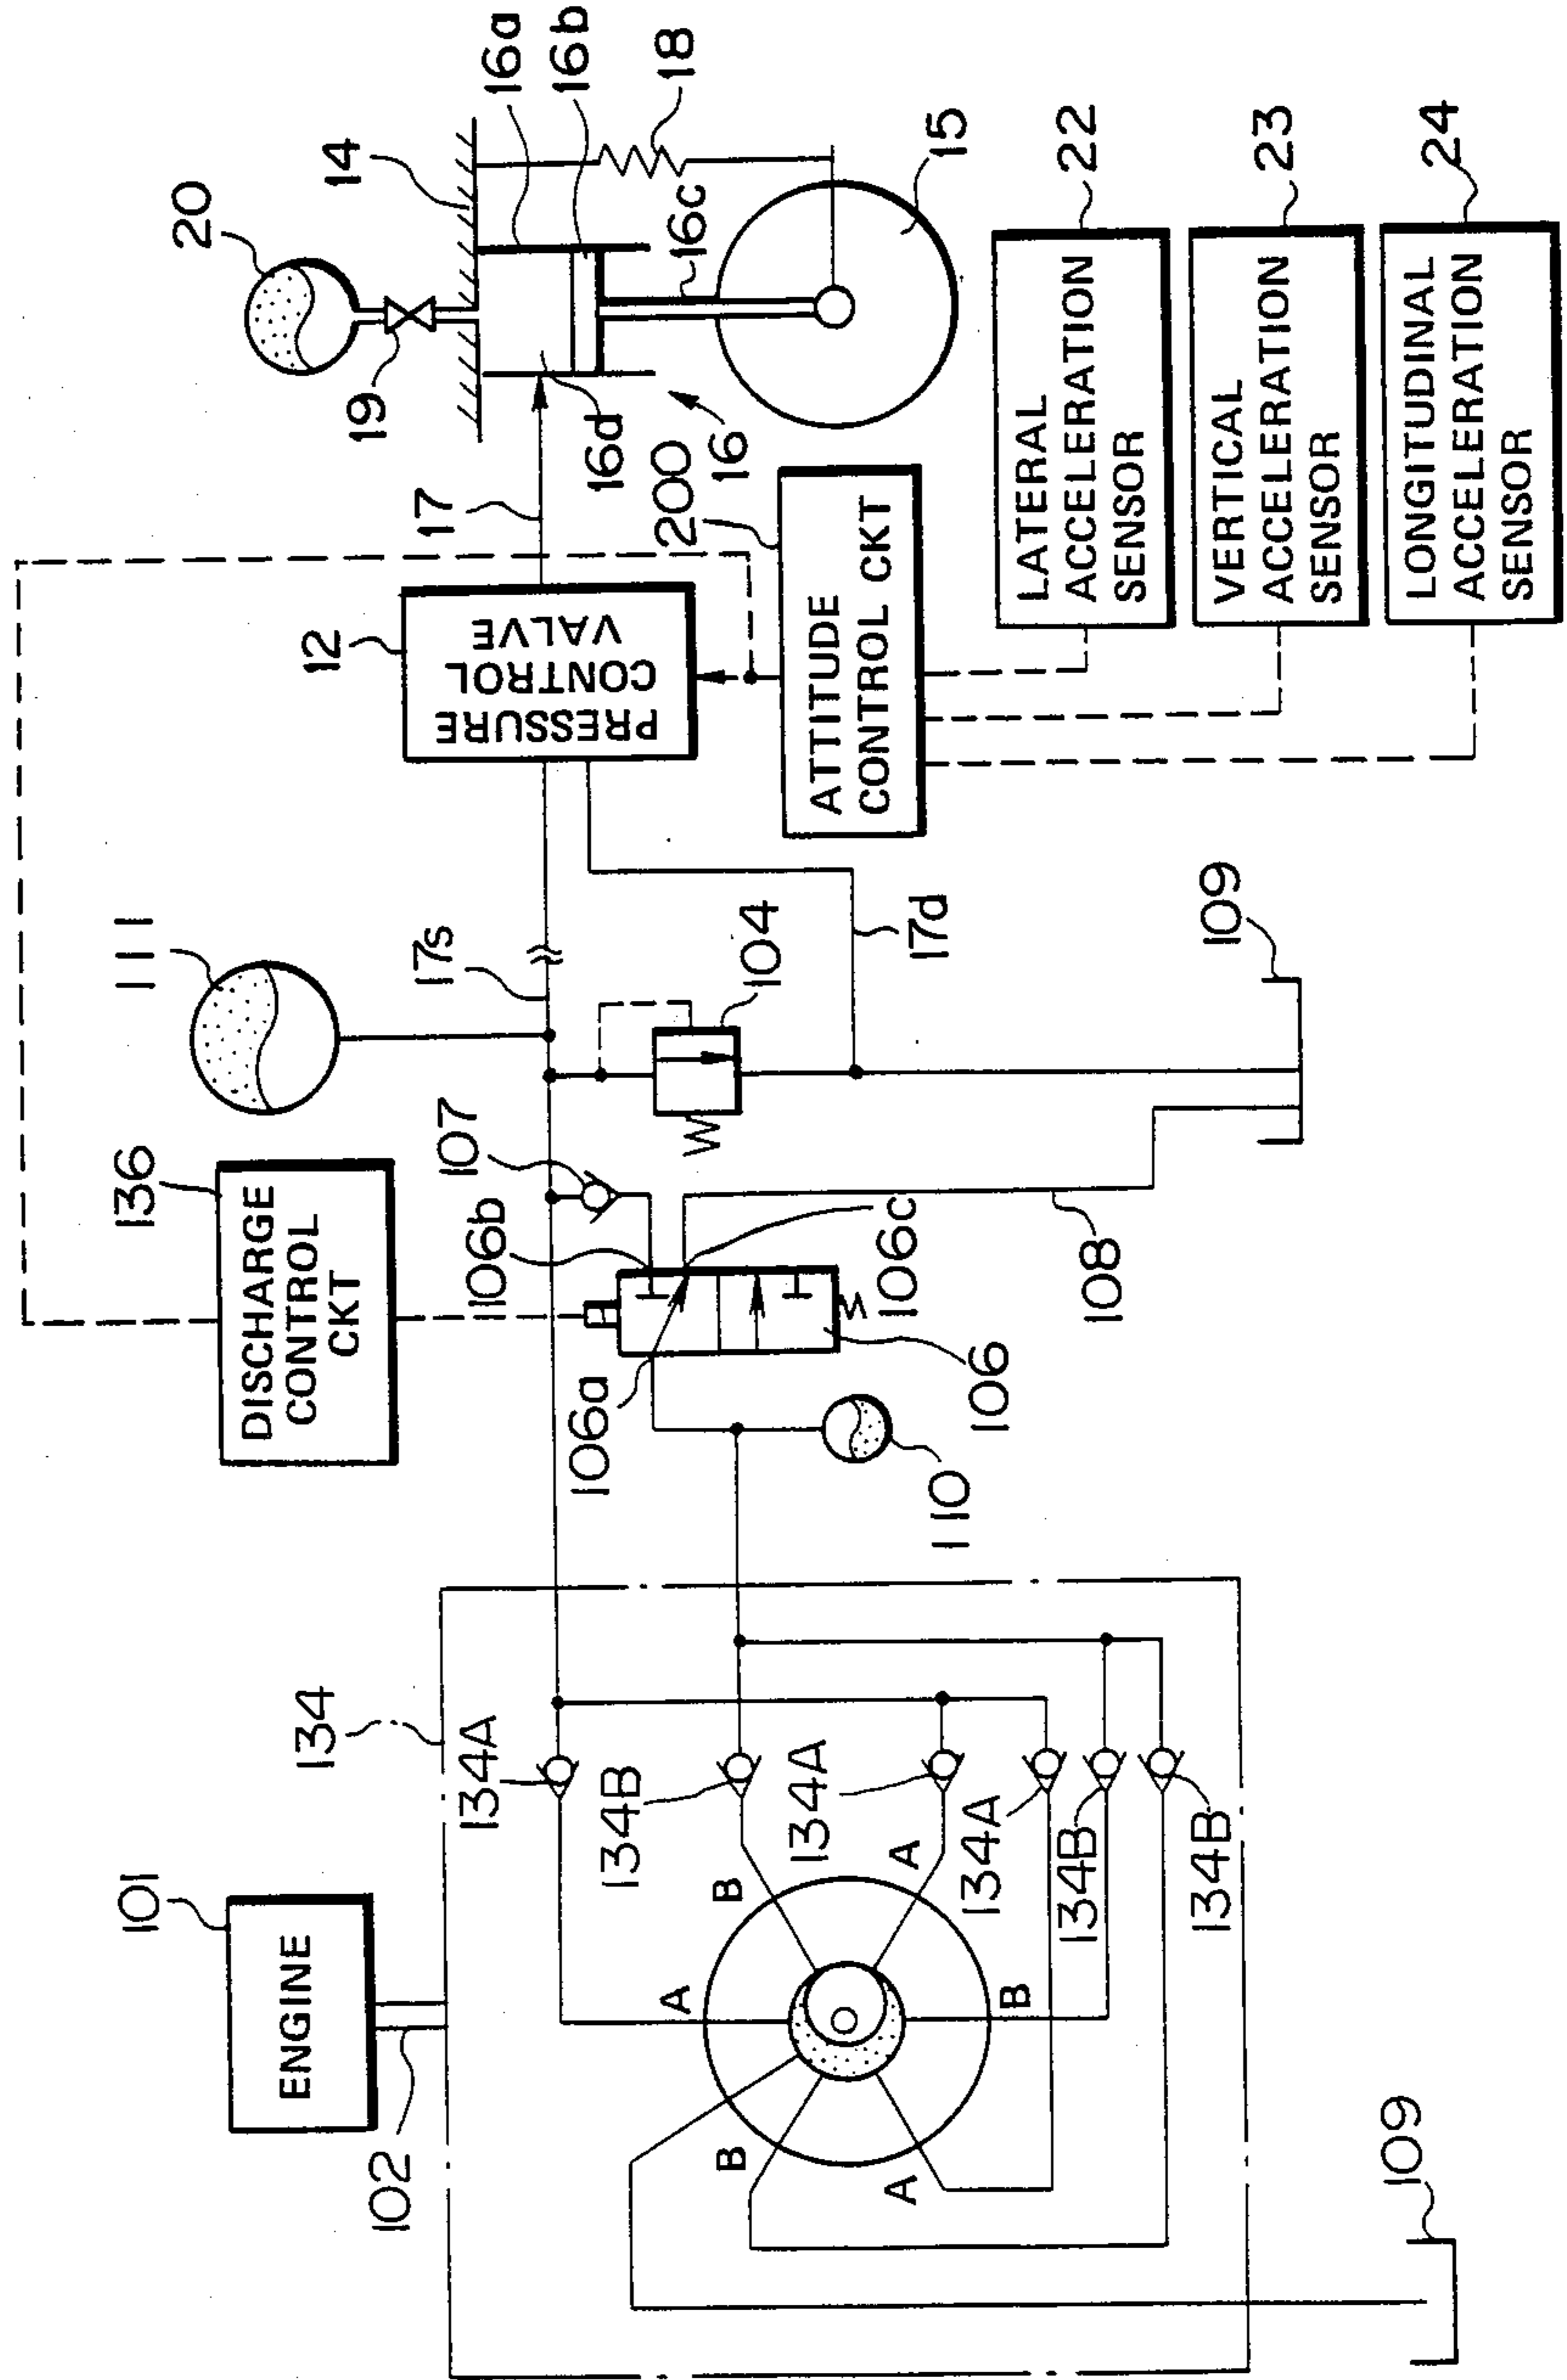 20
14
16a
16b
18
19
16d
16c
15
16
17
12
PRESSURE
CONTROL
VALVE
200
ATTITUDE
CONTROL CKT
LATERAL
ACCELERATION
SENSOR
22
VERTICAL
ACCELERATION
SENSOR
23
LONGITUDINAL
ACCELERATION
SENSOR
24
111
17s
104
17d
109
136
DISCHARGE
CONTROL
CKT
107
106b
106c
108
106a
106
110
134
134A
134B
134A
134A
134B
134B
101
ENGINE
102
A
B
A
B
B
A
109